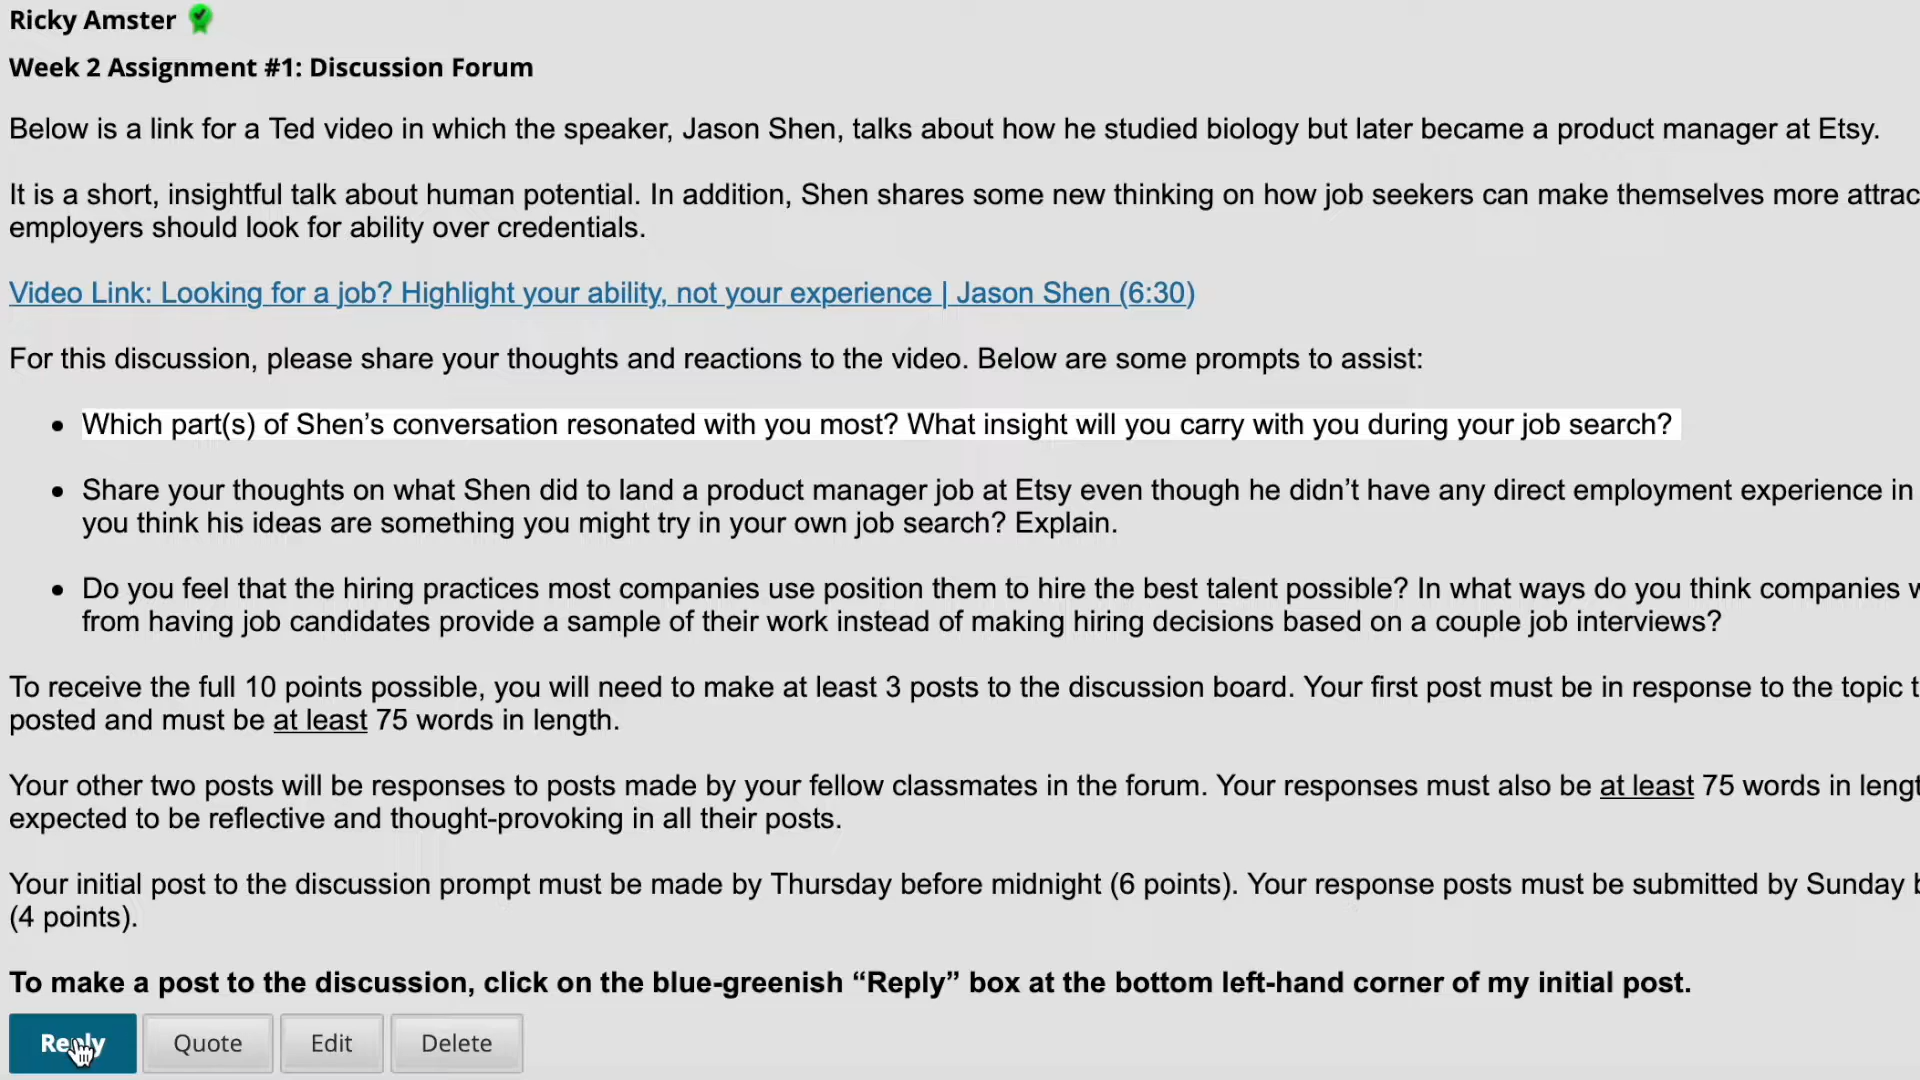 Ricky Amster
Week 2 Assignment #1: Discussion Forum
Below is a link for a Ted video in which the speaker, Jason Shen, talks about how he studied biology but later became a product manager at Etsy.
It is a short, insightful talk about human potential. In addition, Shen shares some new thinking on how job seekers can make themselves more
employers should look for ability over credentials.
Video Link: Looking for a job? Highlight your ability, not your experience | Jason Shen (6:30)
For this discussion, please share your thoughts and reactions to the video. Below are some prompts to assist:
• Which part(s) of Shen’s conversation resonated with you most? What insight will you carry with you during your job search?
• Share your thoughts on what Shen did to land a product manager job at Etsy even though he didn’t have any direct employment experience in
you think his ideas are something you might try in your own job search? Explain.
• Do you feel that the hiring practices most companies use position them to hire the best talent possible? In what ways do you think companies
from having job candidates provide a sample of their work instead of making hiring decisions based on a couple job interviews?
To receive the full 10 points possible, you will need to make at least 3 posts to the discussion board. Your first post must be in response to the topic
posted and must be at least 75 words in length.
Your other two posts will be responses to posts made by your fellow classmates in the forum. Your responses must also be at least 75 words in
expected to be reflective and thought-provoking in all their posts.
Your initial post to the discussion prompt must be made by Thursday before midnight (6 points). Your response posts must be submitted by Sunday
(4 points).
To make a post to the discussion, click on the blue-greenish “Reply” box at the bottom left-hand corner of my initial post.
Reply Quote Edit Delete